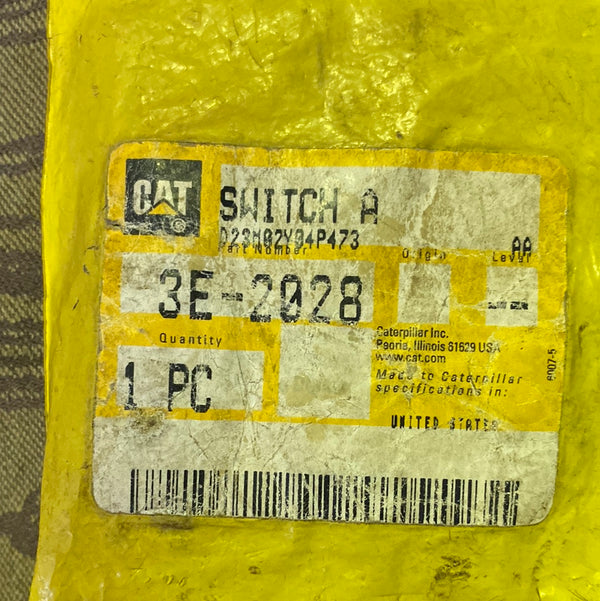 CAT
SWITCH A
D23M02Y04P473 AA
Part Number Origin Level
3E-2028 --
Quantity
1 PC
Caterpillar Inc.
Peoria, Illinois 61629 USA
www.cat.com
Made to Caterpillar
specifications in:
UNITED STATES
8007-5